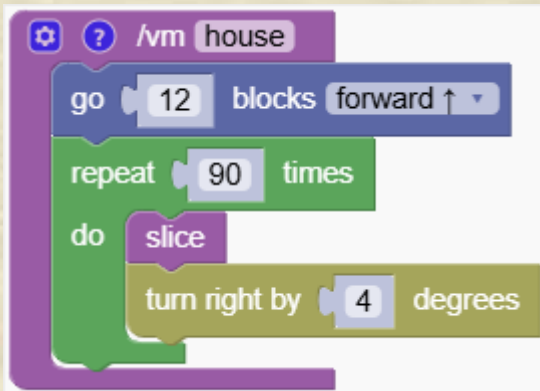 ? /vm house
go 12 blocks forward ↑
repeat 90 times
do slice
turn right by 4 degrees